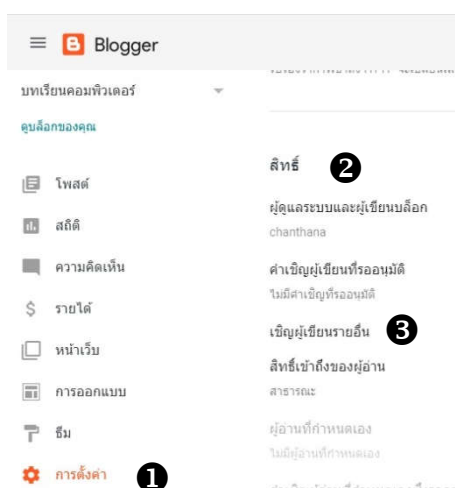 Blogger
บทเรียนคอมพิวเตอร์
ดูบล็อกของคุณ
โพสต์
สถิติ
ความคิดเห็น
รายได้
หน้าเว็บ
การออกแบบ
ธีม
การตั้งค่า ❶
สิทธิ์ ❷
ผู้ดูแลระบบและผู้เขียนบล็อก
chanthana
คำเชิญผู้เขียนที่รออนุมัติ
ไม่มีคำเชิญที่รออนุมัติ
เชิญผู้เขียนรายอื่น ❸
สิทธิ์เข้าถึงของผู้อ่าน
สาธารณะ
ผู้อ่านที่กำหนดเอง
ไม่มีผู้อ่านที่กำหนดเอง